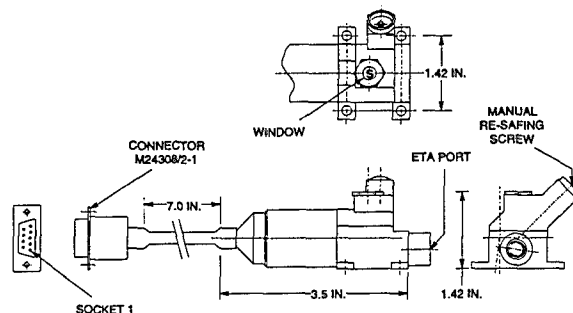 S
1.42 IN.
WINDOW
MANUAL
RE-SAFING
SCREW
CONNECTOR
M24308/2-1
ETA PORT
7.0 IN.
3.5 IN.
1.42 IN.
SOCKET 1